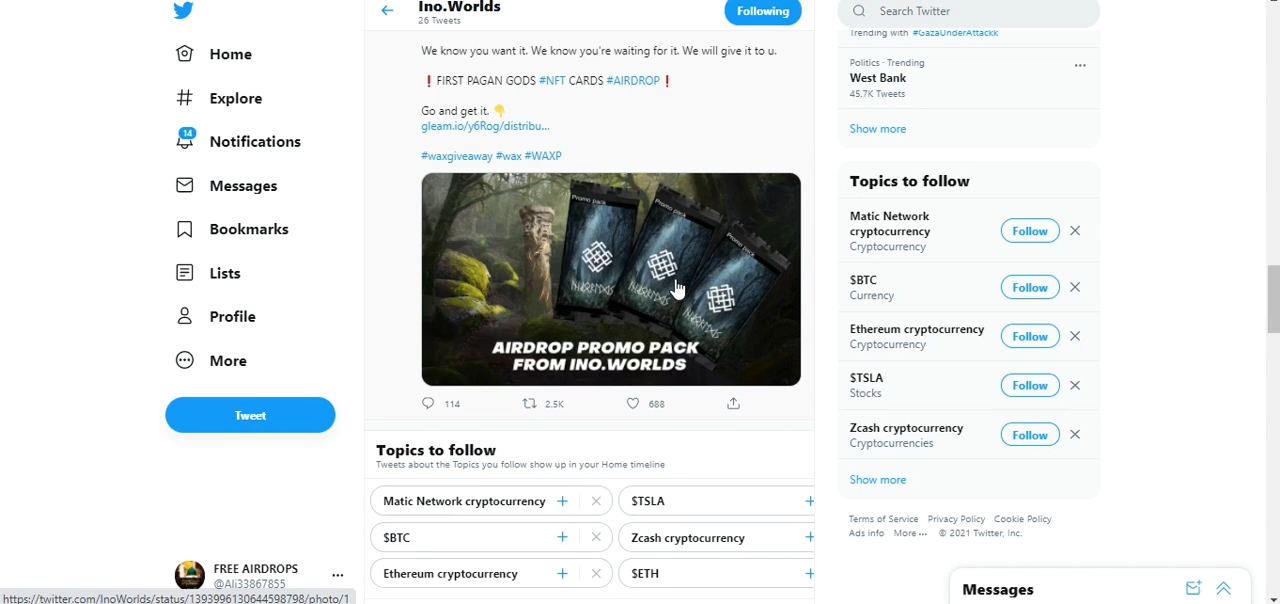 Home
Explore
14
Notifications
Messages
Bookmarks
Lists
Profile
More
Tweet
FREE AIRDROPS
@Ali33867855
https://twitter.com/InoWorlds/status/1393996130644598798/photo/1
Ino.Worlds
26 Tweets
Following
We know you want it. We know you're waiting for it. We will give it to u.
❗FIRST PAGAN GODS #NFT CARDS #AIRDROP❗
Go and get it. 👇
gleam.io/y6Rog/distribu...
#waxgiveaway #wax #WAXP
Promo pack
Promo pack
Promo pack
AIRDROP PROMO PACK
FROM INO.WORLDS
114
2.5K
688
Topics to follow
Tweets about the Topics you follow show up in your Home timeline
Matic Network cryptocurrency
$TSLA
$BTC
Zcash cryptocurrency
Ethereum cryptocurrency
$ETH
Search Twitter
Trending with #GazaUnderAttackk
Politics · Trending
West Bank
45.7K Tweets
Show more
Topics to follow
Matic Network
cryptocurrency
Cryptocurrency
Follow
$BTC
Currency
Follow
Ethereum cryptocurrency
Cryptocurrency
Follow
$TSLA
Stocks
Follow
Zcash cryptocurrency
Cryptocurrencies
Follow
Show more
Terms of Service Privacy Policy Cookie Policy
Ads info More··· © 2021 Twitter, Inc.
Messages